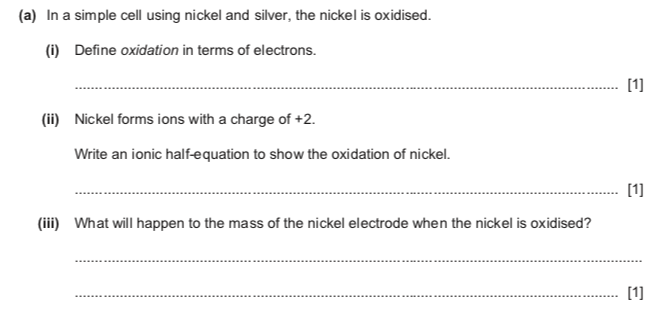 (a) In a simple cell using nickel and silver, the nickel is oxidised.
(i) Define oxidation in terms of electrons.
[1]
(ii) Nickel forms ions with a charge of +2.
Write an ionic half-equation to show the oxidation of nickel.
[1]
(iii) What will happen to the mass of the nickel electrode when the nickel is oxidised?
[1]